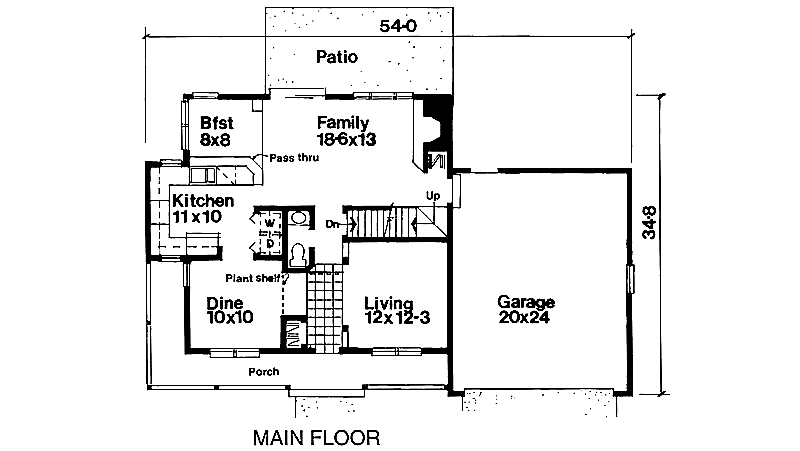 54-0
Patio
Bfst
8x8
Family
18-6x13
Pass thru
Kitchen
11x10
Up
W
D
Dn
34-8
Plant shelf
Dine
10x10
Living
12x12-3
Garage
20x24
Porch
MAIN FLOOR